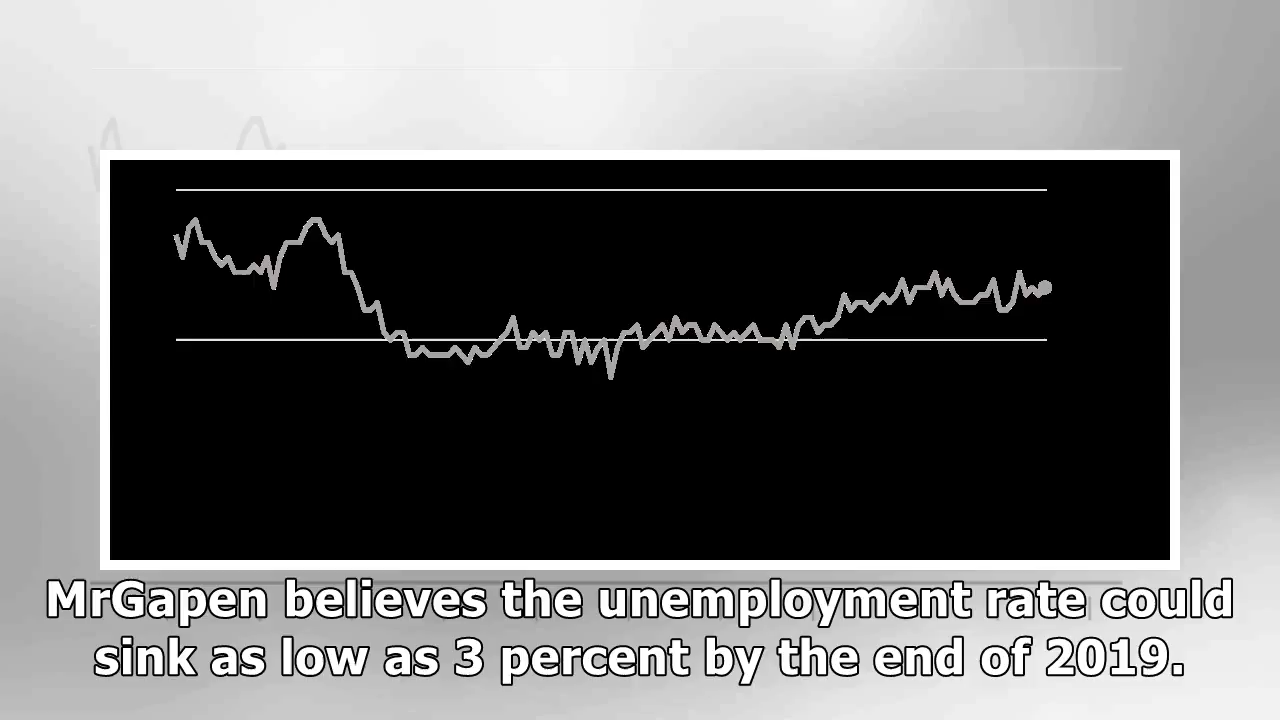 MrGapen believes the unemployment rate could
sink as low as 3 percent by the end of 2019.